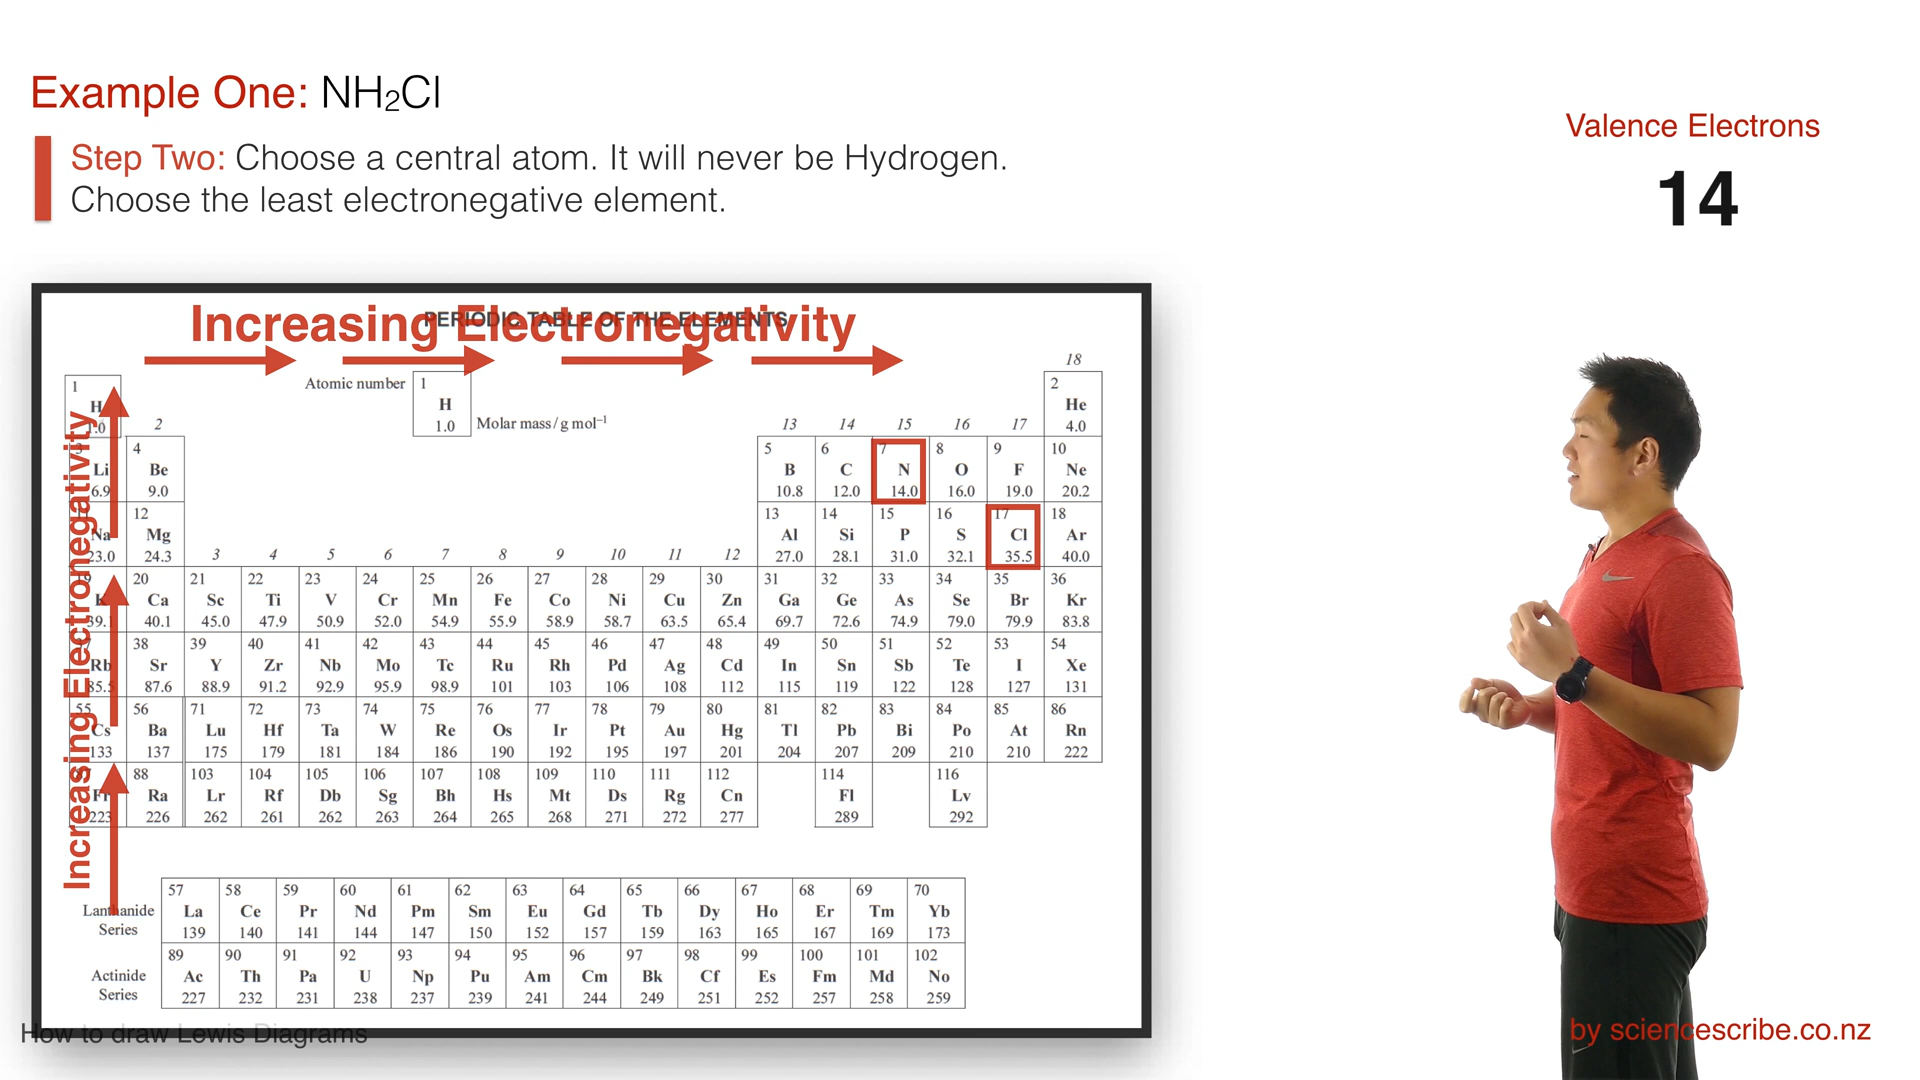 Example One: NH₂Cl
Valence Electrons
14
Step Two: Choose a central atom. It will never be Hydrogen.
Choose the least electronegative element.
Increasing Electronegativity
PERIODIC TABLE OF THE ELEMENTS
Increasing Electronegativity
18
1 Atomic number 1 2
H H He
1.0 2 1.0 Molar mass/g mol⁻¹ 13 14 15 16 17 4.0
3 4 5 6 7 8 9 10
Li Be B C N O F Ne
6.9 9.0 10.8 12.0 14.0 16.0 19.0 20.2
12 13 14 15 16 17 18
Na Mg Al Si P S Cl Ar
23.0 24.3 3 4 5 6 7 8 9 10 11 12 27.0 28.1 31.0 32.1 35.5 40.0
20 21 22 23 24 25 26 27 28 29 30 31 32 33 34 35 36
K Ca Sc Ti V Cr Mn Fe Co Ni Cu Zn Ga Ge As Se Br Kr
39.1 40.1 45.0 47.9 50.9 52.0 54.9 55.9 58.9 58.7 63.5 65.4 69.7 72.6 74.9 79.0 79.9 83.8
38 39 40 41 42 43 44 45 46 47 48 49 50 51 52 53 54
Rb Sr Y Zr Nb Mo Tc Ru Rh Pd Ag Cd In Sn Sb Te I Xe
85.5 87.6 88.9 91.2 92.9 95.9 98.9 101 103 106 108 112 115 119 122 128 127 131
55 56 71 72 73 74 75 76 77 78 79 80 81 82 83 84 85 86
Cs Ba Lu Hf Ta W Re Os Ir Pt Au Hg Tl Pb Bi Po At Rn
133 137 175 179 181 184 186 190 192 195 197 201 204 207 209 210 210 222
88 103 104 105 106 107 108 109 110 111 112 114 116
Fr Ra Lr Rf Db Sg Bh Hs Mt Ds Rg Cn Fl Lv
223 226 262 261 262 263 264 265 268 271 272 277 289 292
57 58 59 60 61 62 63 64 65 66 67 68 69 70
Lanthanide La Ce Pr Nd Pm Sm Eu Gd Tb Dy Ho Er Tm Yb
Series 139 140 141 144 147 150 152 157 159 163 165 167 169 173
89 90 91 92 93 94 95 96 97 98 99 100 101 102
Actinide Ac Th Pa U Np Pu Am Cm Bk Cf Es Fm Md No
Series 227 232 231 238 237 239 241 244 249 251 252 257 258 259
How to draw Lewis Diagrams
by sciencescribe.co.nz